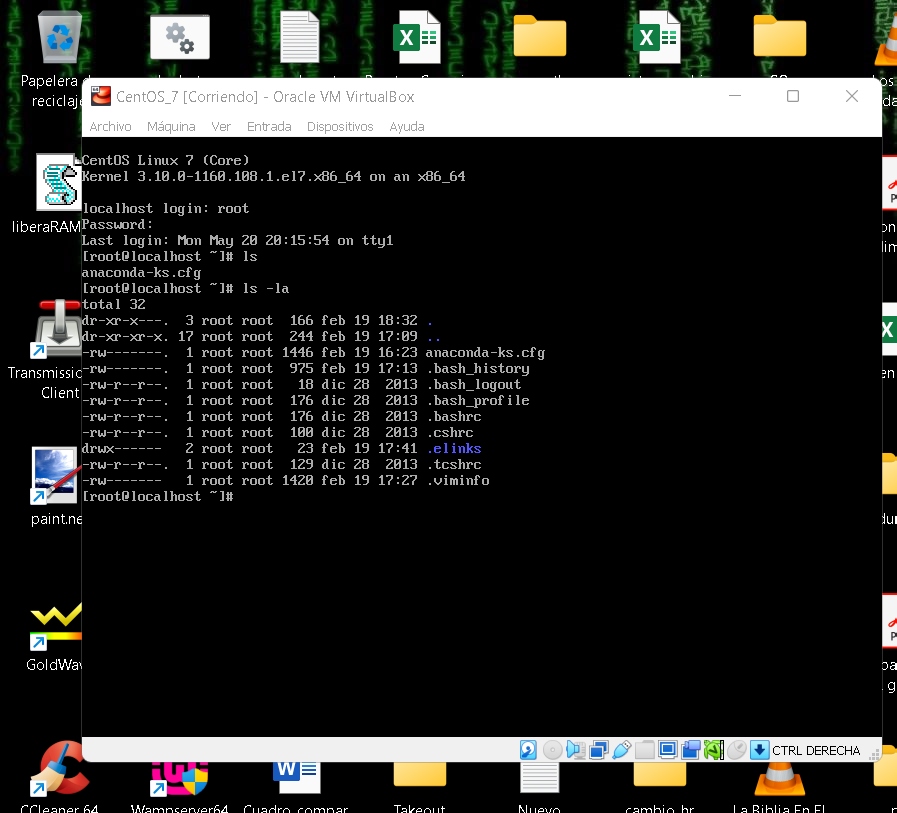 Papelera d
reciclaj
CentOS_7 [Corriendo] - Oracle VM VirtualBox
Archivo Máquina Ver Entrada Dispositivos Ayuda
CentOS Linux 7 (Core)
Kernel 3.10.0-1160.108.1.el7.x86_64 on an x86_64
localhost login: root
Password:
Last login: Mon May 20 20:15:54 on tty1
[root@localhost ~]# ls
anaconda-ks.cfg
[root@localhost ~]# ls -la
total 32
dr-xr-x---.  3 root root  166 feb 19 18:32 .
dr-xr-xr-x. 17 root root  244 feb 19 17:09 ..
-rw-------.  1 root root 1446 feb 19 16:23 anaconda-ks.cfg
-rw-------.  1 root root  975 feb 19 17:13 .bash_history
-rw-r--r--.  1 root root   18 dic 28  2013 .bash_logout
-rw-r--r--.  1 root root  176 dic 28  2013 .bash_profile
-rw-r--r--.  1 root root  176 dic 28  2013 .bashrc
-rw-r--r--.  1 root root  100 dic 28  2013 .cshrc
drwx------   2 root root   23 feb 19 17:41 .elinks
-rw-r--r--.  1 root root  129 dic 28  2013 .tcshrc
-rw-------   1 root root 1420 feb 19 17:27 .viminfo
[root@localhost ~]#
CTRL DERECHA
liberaRAM
Transmissio
Client
paint.ne
GoldWav
CCleaner 64
Wampserver64
Cuadro_compar
Takeout
Nuevo
cambio_hr
La Biblia En El